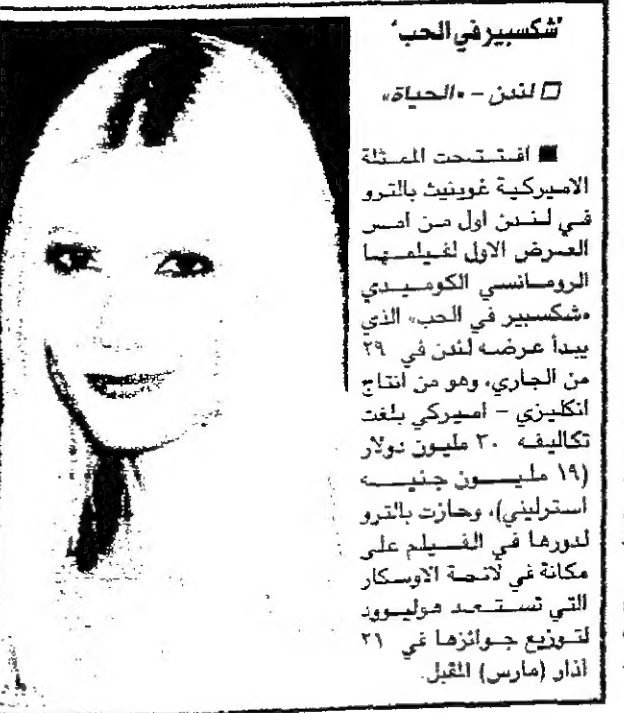 "شكسبير في الحب"
□ لندن – «الحياة»
■ افتتحت الممثلة
الاميركية غوينيث بالترو
في لندن اول من امس
العرض الاول لفيلمها
الرومانسي الكوميدي
«شكسبير في الحب» الذي
يبدأ عرضه لندن في ٢٩
من الجاري، وهو من انتاج
انكليزي – اميركي بلغت
تكاليفه ٣٠ مليون دولار
(١٩ مليون جنيه
استرليني)، وحازت بالترو
لدورها في الفيلم على
مكانة في لائحة الاوسكار
التي تستعد هوليوود
لتوزيع جوائزها في ٢١
آذار (مارس) المقبل.